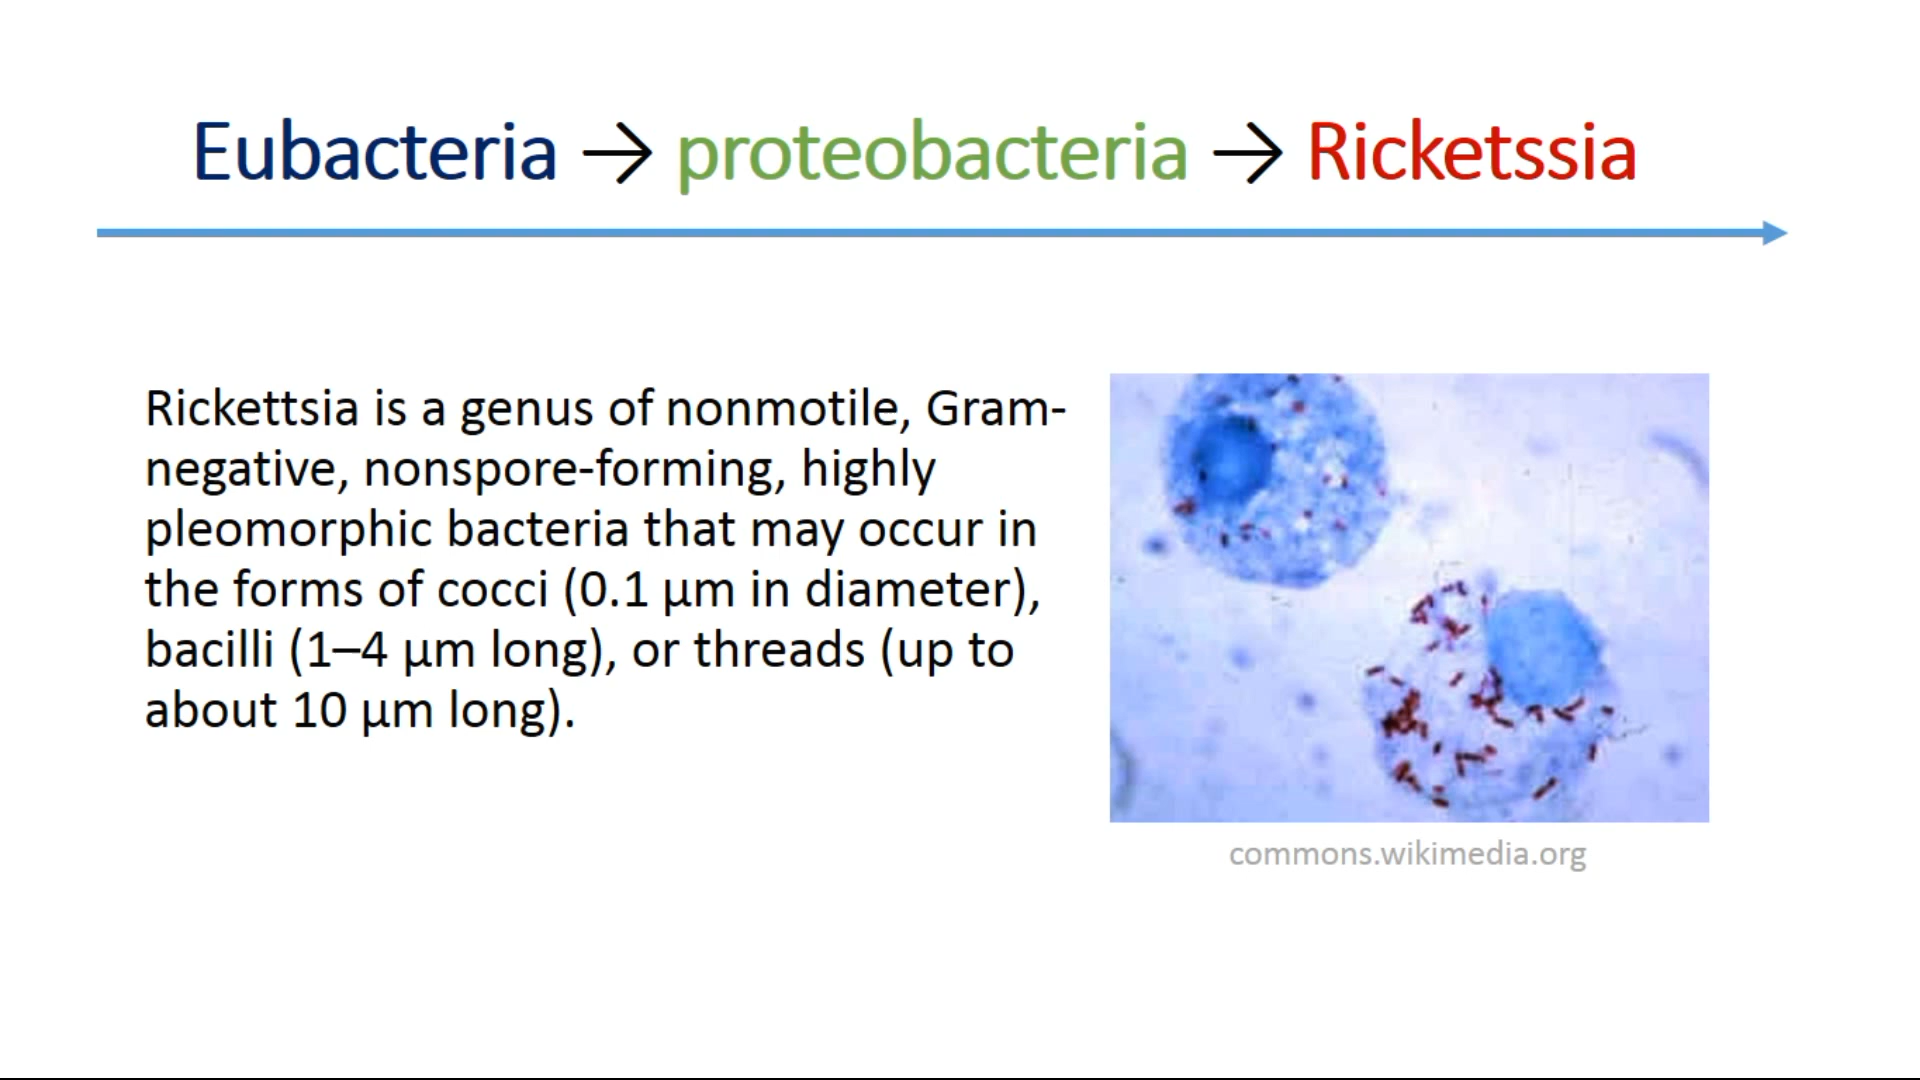 Eubacteria → proteobacteria → Ricketssia
Rickettsia is a genus of nonmotile, Gram-
negative, nonspore-forming, highly
pleomorphic bacteria that may occur in
the forms of cocci (0.1 μm in diameter),
bacilli (1–4 μm long), or threads (up to
about 10 μm long).
commons.wikimedia.org